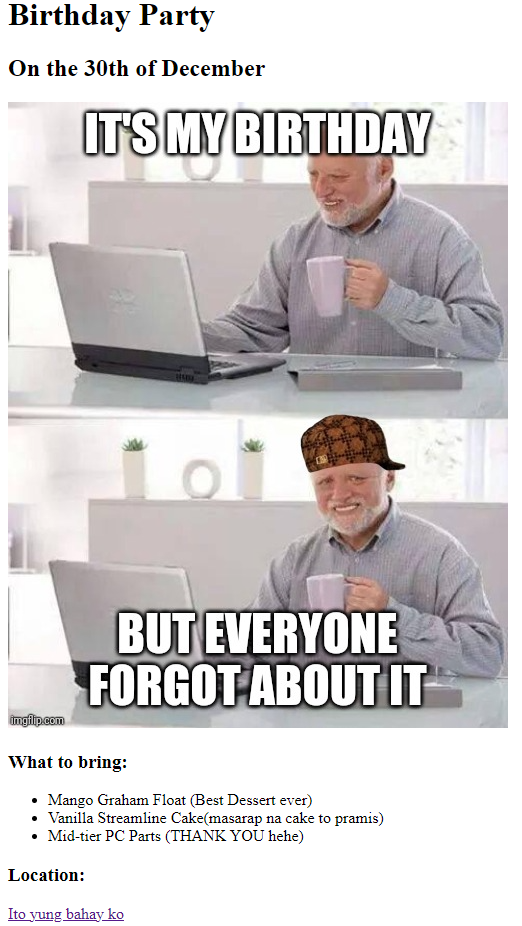 Birthday Party
On the 30th of December
IT'S MY BIRTHDAY
BUT EVERYONE
FORGOT ABOUT IT
imgflip.com
What to bring:
Mango Graham Float (Best Dessert ever)
Vanilla Streamline Cake(masarap na cake to pramis)
Mid-tier PC Parts (THANK YOU hehe)
Location:
Ito yung bahay ko